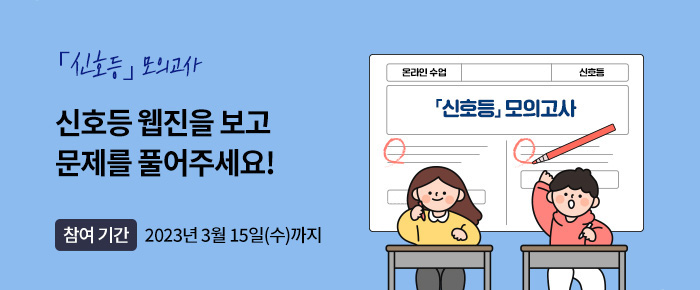 「신호등」 모의고사
신호등 웹진을 보고
문제를 풀어주세요!
참여 기간 2023년 3월 15일(수)까지
온라인 수업 신호등
「신호등」 모의고사